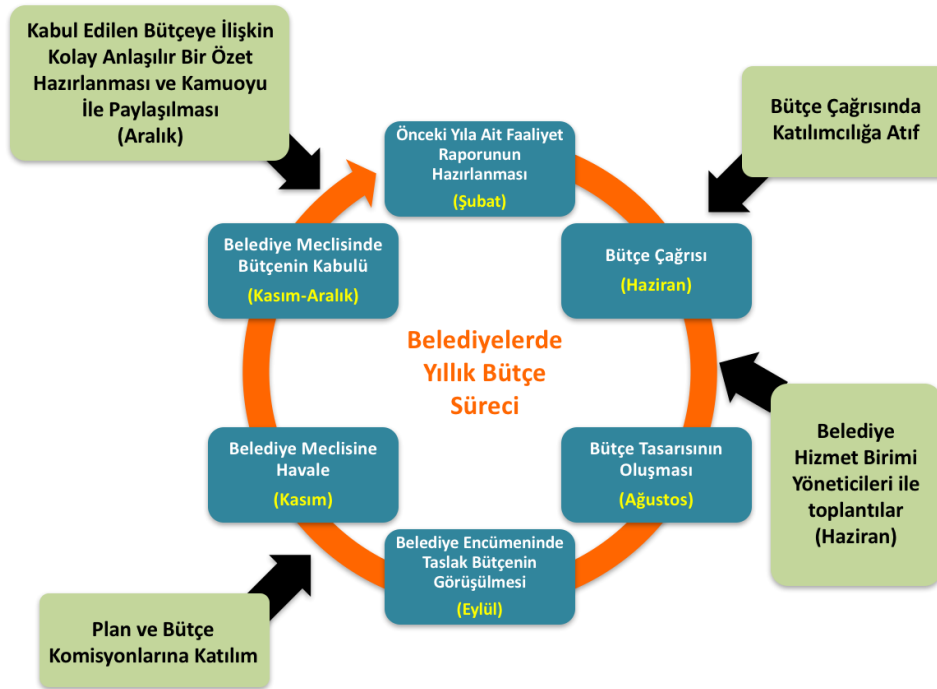 Kabul Edilen Bütçeye İlişkin
Kolay Anlaşılır Bir Özet
Hazırlanması ve Kamuoyu
İle Paylaşılması
(Aralık)
Bütçe Çağrısında
Katılımcılığa Atıf
Önceki Yıla Ait Faaliyet
Raporunun
Hazırlanması
(Şubat)
Belediye Meclisinde
Bütçenin Kabulü
(Kasım-Aralık)
Bütçe Çağrısı
(Haziran)
Belediyelerde
Yıllık Bütçe
Süreci
Belediye
Hizmet Birimi
Yöneticileri ile
toplantılar
(Haziran)
Belediye Meclisine
Havale
(Kasım)
Bütçe Tasarısının
Oluşması
(Ağustos)
Belediye Encümeninde
Taslak Bütçenin
Görüşülmesi
(Eylül)
Plan ve Bütçe
Komisyonlarına Katılım